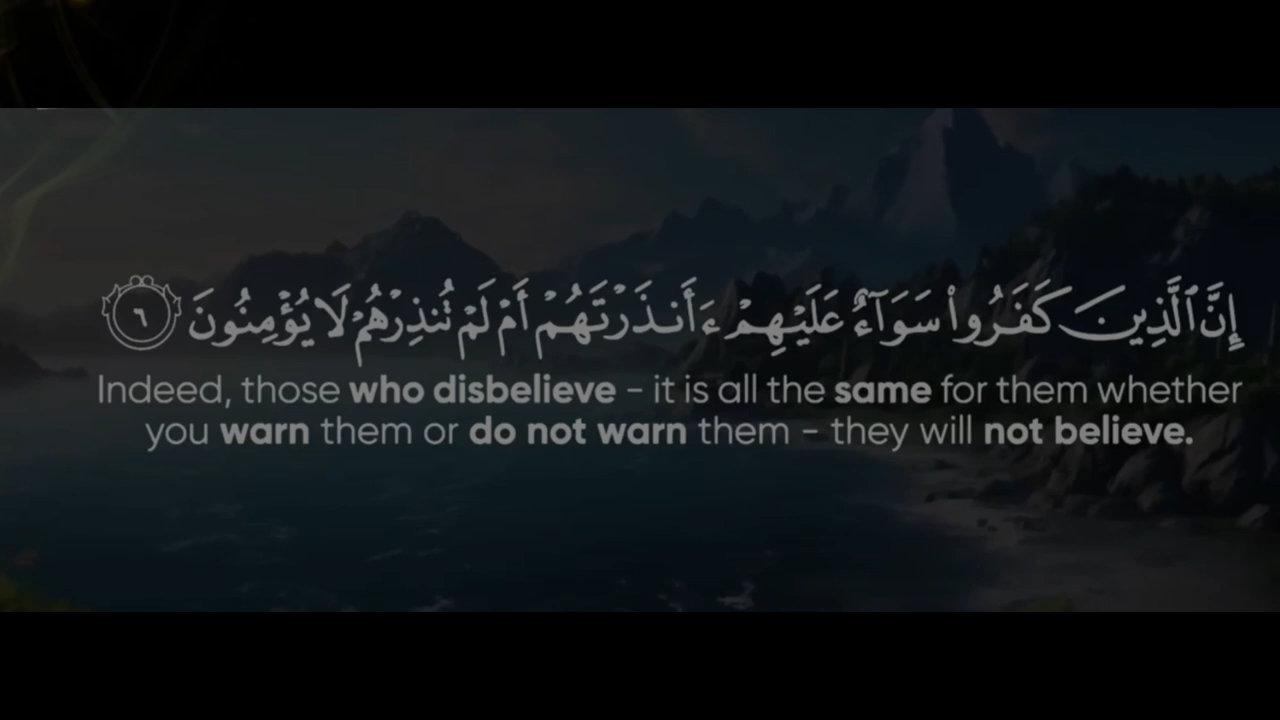 إِنَّ ٱلَّذِينَ كَفَرُوا۟ سَوَآءٌ عَلَيْهِمْ ءَأَنذَرْتَهُمْ أَمْ لَمْ تُنذِرْهُمْ لَا يُؤْمِنُونَ ٦
Indeed, those who disbelieve – it is all the same for them whether
you warn them or do not warn them – they will not believe.